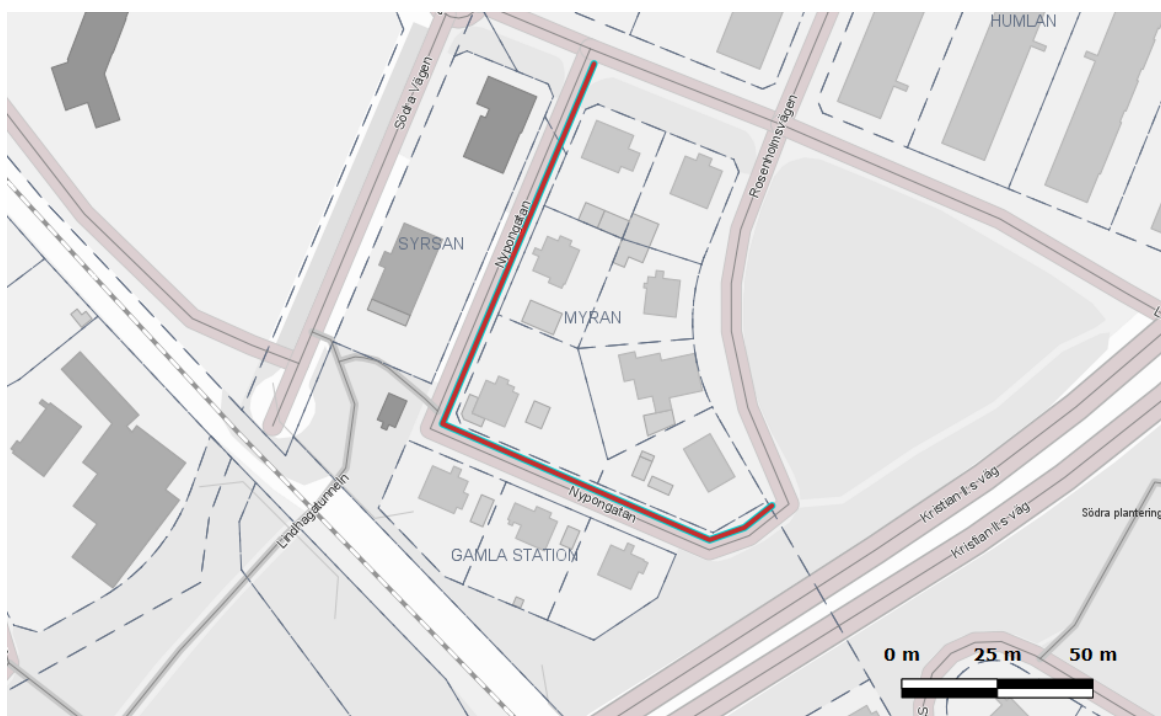 HUMLAN
Södra Vägen
Rosenholmsvägen
Nypongatan
SYRSAN
MYRAN
Kristian II:s väg
Nypongatan
Lindhagatunneln
Södra plantering
Kristian II:s väg
GAMLA STATION
0 m 25 m 50 m
S